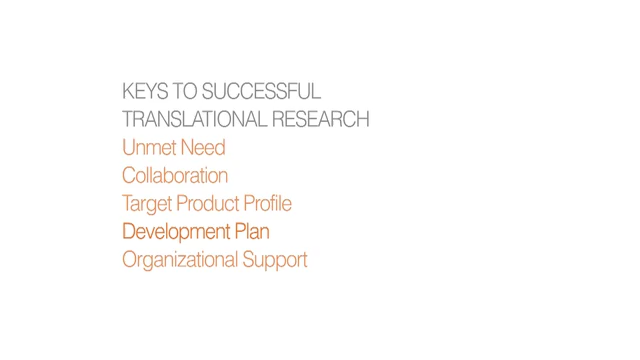 KEYS TO SUCCESSFUL
TRANSLATIONAL RESEARCH
Unmet Need
Collaboration
Target Product Profile
Development Plan
Organizational Support